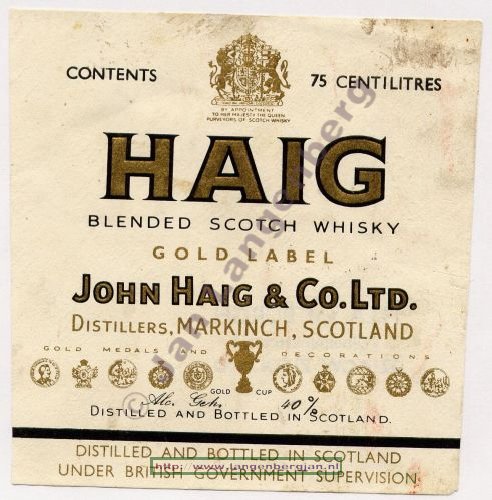 CONTENTS 75 CENTILITRES
BY APPOINTMENT
TO HER MAJESTY THE QUEEN
PURVEYORS OF SCOTCH WHISKY
HAIG
BLENDED SCOTCH WHISKY
GOLD LABEL
JOHN HAIG & CO. LTD.
DISTILLERS, MARKINCH, SCOTLAND
GOLD MEDALS AND DECORATIONS
GOLD CUP
Alc. Geh. 40%
DISTILLED AND BOTTLED IN SCOTLAND.
DISTILLED AND BOTTLED IN SCOTLAND
UNDER BRITISH GOVERNMENT SUPERVISION
http://www.langenbergjan.nl
© Jan Langenberg